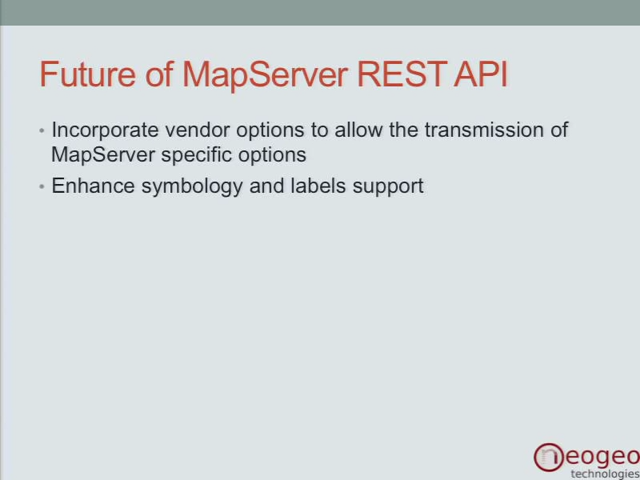 Future of MapServer REST API
• Incorporate vendor options to allow the transmission of
MapServer specific options
• Enhance symbology and labels support
neogeo
technologies